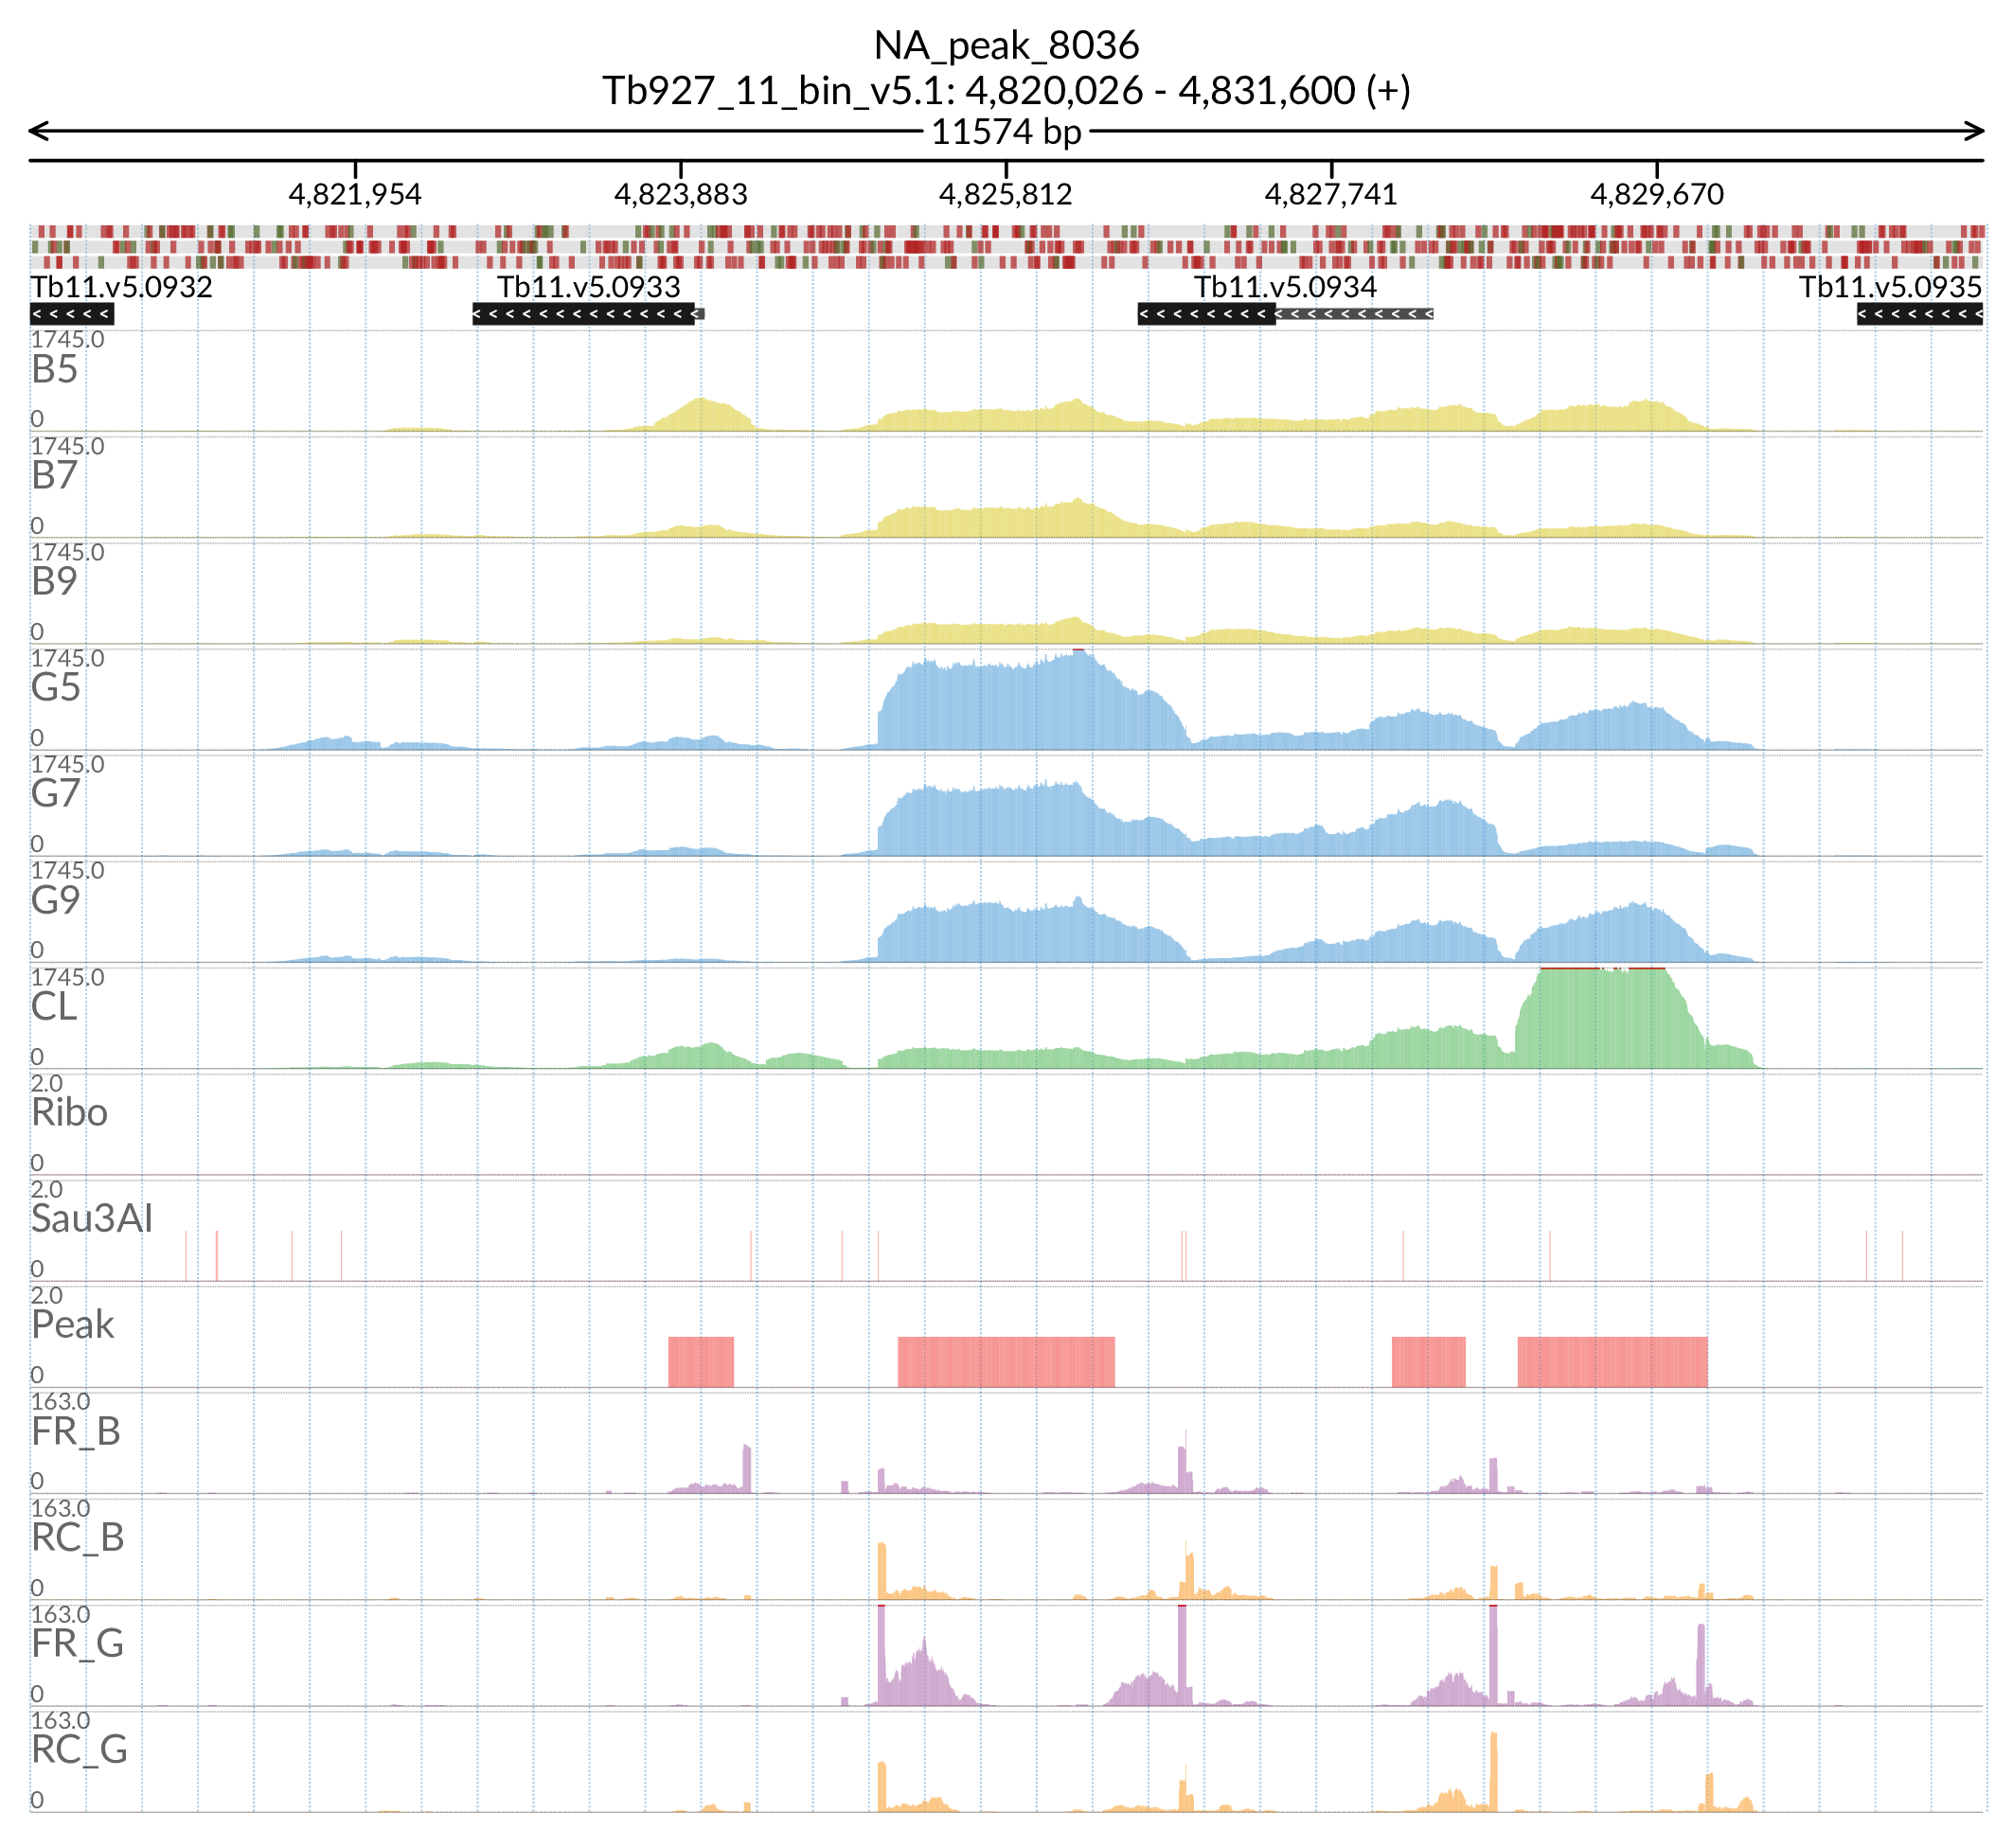 NA_peak_8036
Tb927_11_bin_v5.1: 4,820,026 - 4,831,600 (+)
11574 bp
4,821,954 4,823,883 4,825,812 4,827,741 4,829,670
Tb11.v5.0932 Tb11.v5.0933 Tb11.v5.0934 Tb11.v5.0935
1745.0
B5
0
1745.0
B7
0
1745.0
B9
0
1745.0
G5
0
1745.0
G7
0
1745.0
G9
0
1745.0
CL
0
2.0
Ribo
0
2.0
Sau3AI
0
2.0
Peak
0
163.0
FR_B
0
163.0
RC_B
0
163.0
FR_G
0
163.0
RC_G
0